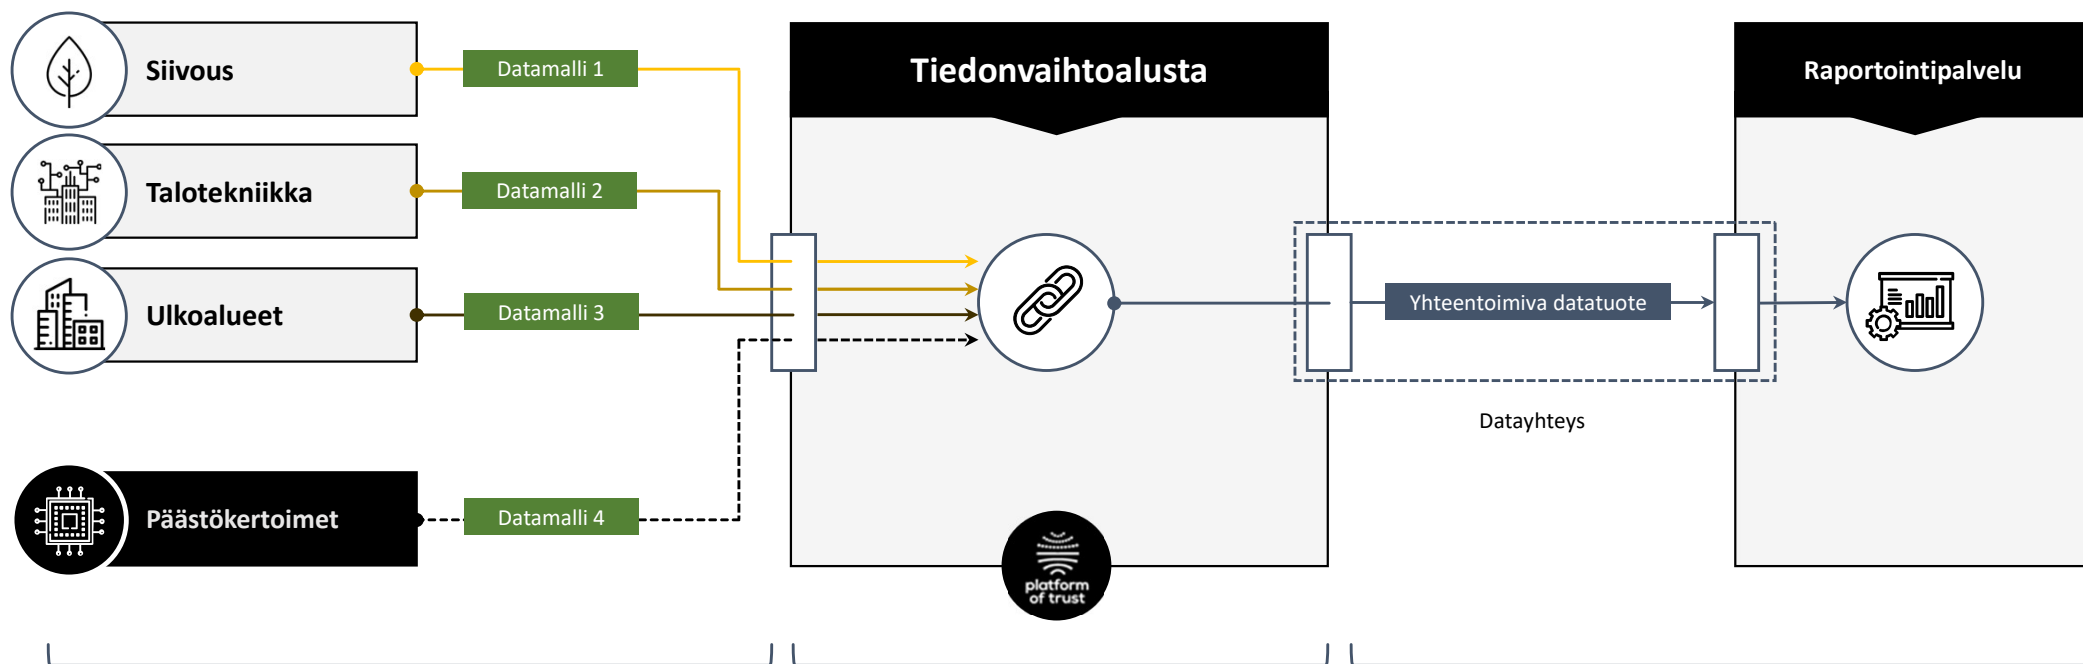 Siivous
Datamalli 1
Tiedonvaihtoalusta
Raportointipalvelu
Talotekniikka
Datamalli 2
Ulkoalueet
Datamalli 3
Yhteentoimiva datatuote
Datayhteys
Päästökertoimet
Datamalli 4
platform
of trust